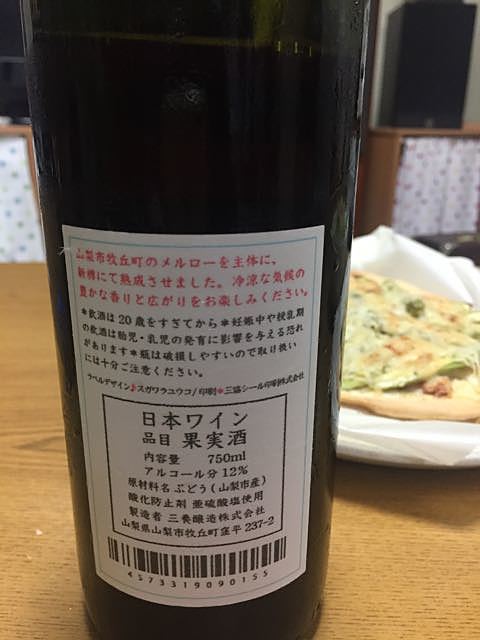 山梨市牧丘町のメルローを主体に、
新樽にて熟成させました。冷涼な気候の
豊かな香りと広がりをお楽しみください。
*飲酒は20歳をすぎてから*妊娠中や授乳期
の飲酒は胎児・乳児の発育に影響を与える恐れ
があります*瓶は破損しやすいので取り扱い
には十分ご注意ください。
ラベルデザイン♪スガワラユウコ/印刷*三協シール印刷株式会社
日本ワイン
品目 果実酒
内容量 750ml
アルコール分12%
原材料名 ぶどう(山梨市産)
酸化防止剤 亜硫酸塩使用
製造者 三養醸造株式会社
山梨県山梨市牧丘町窪平237-2
4573319090155